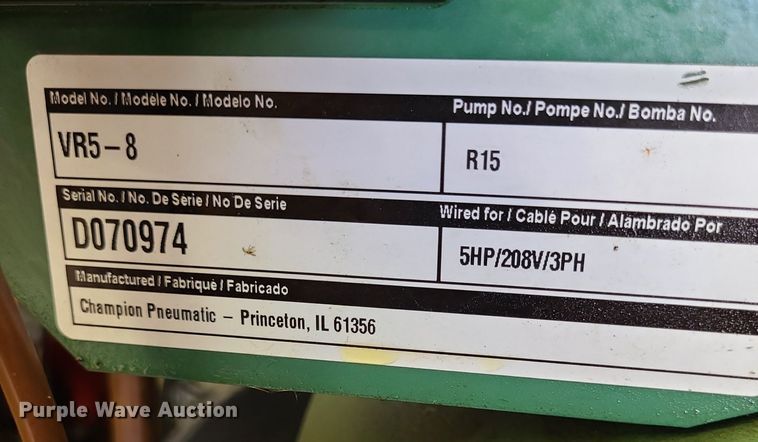 Model No. / Modèle No. / Modelo No.
Pump No./ Pompe No./ Bomba No.
VR5-8
R15
Serial No. / No. De Série / No De Serie
Wired for / Cablé Pour / Alambrado Por
D070974
5HP/208V/3PH
Manufactured / Fabriqué / Fabricado
Champion Pneumatic – Princeton, IL 61356
Purple Wave Auction